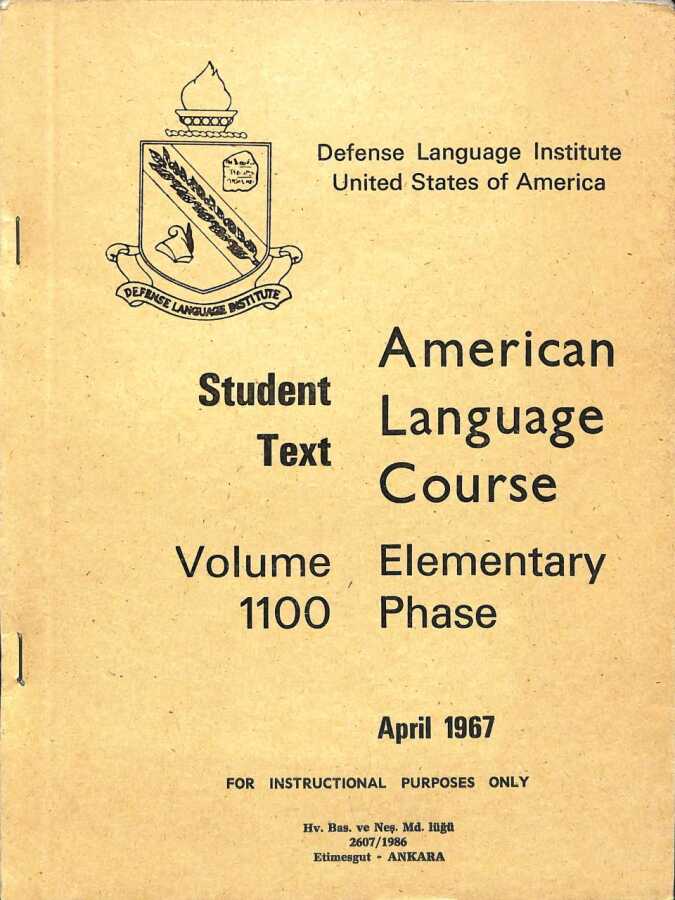 Defense Language Institute
United States of America
DEFENSE LANGUAGE INSTITUTE
Student
Text
American
Language
Course
Volume
1100
Elementary
Phase
April 1967
FOR INSTRUCTIONAL PURPOSES ONLY
Hv. Bas. ve Neş. Md. lüğü
2607/1986
Etimesgut - ANKARA